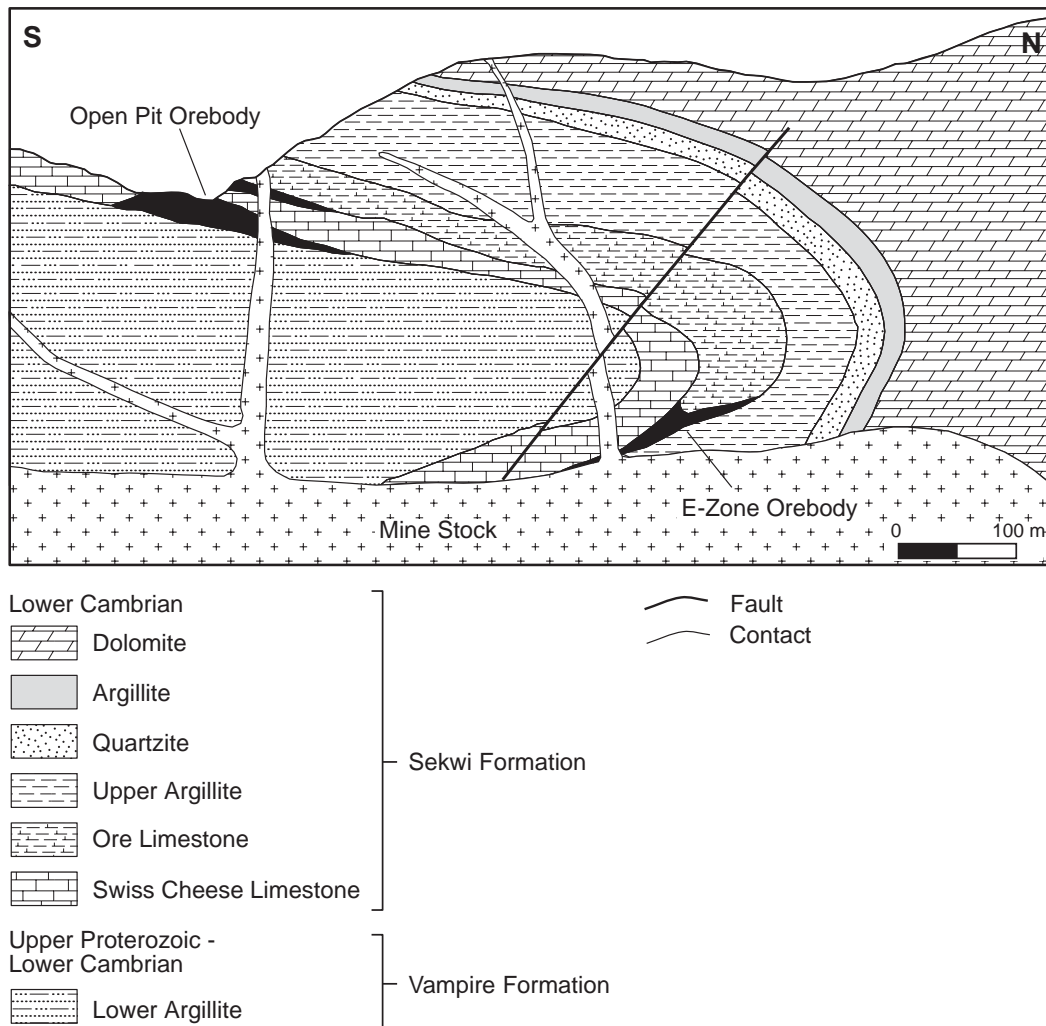 S
N
Open Pit Orebody
E-Zone Orebody
Mine Stock
0 100 m
Lower Cambrian
Dolomite
Argillite
Quartzite
Upper Argillite
Ore Limestone
Swiss Cheese Limestone
Sekwi Formation
Upper Proterozoic -
Lower Cambrian
Lower Argillite
Vampire Formation
Fault
Contact